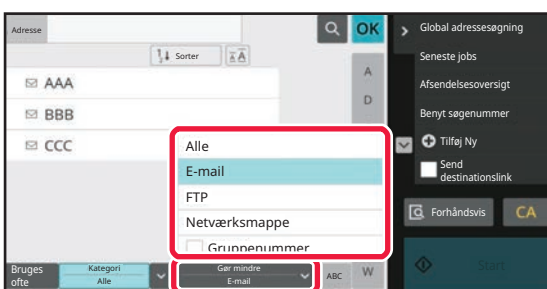 Adresse
OK
Sorter
AAA
BBB
CCC
A
D
W
Alle
E-mail
FTP
Netværksmappe
Gruppenummer
Bruges
ofte
Kategori
Alle
Gør mindre
E-mail
ABC
Global adressesøgning
Seneste jobs
Afsendelsesoversigt
Benyt søgenummer
Tilføj Ny
Send
destinationslink
Forhåndsvis
CA
Start